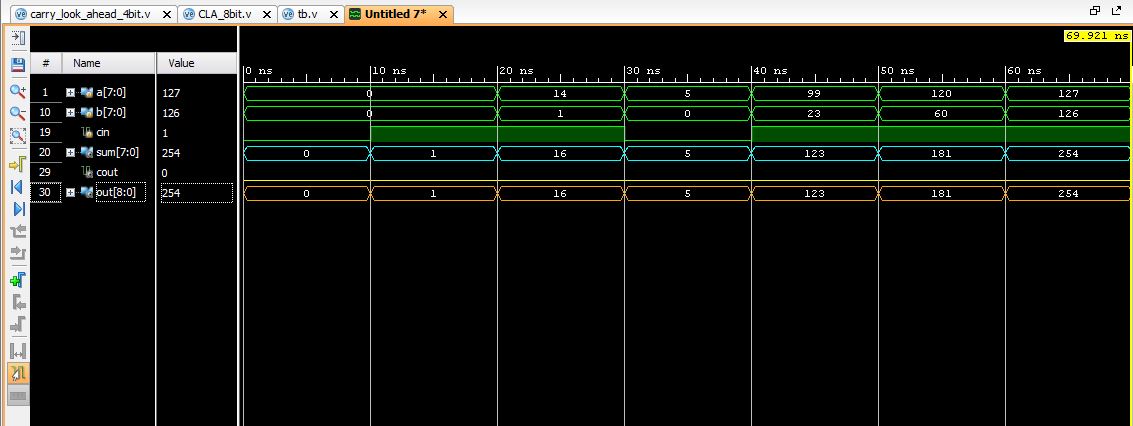 carry_look_ahead_4bit.v CLA_8bit.v tb.v Untitled 7*
69.921 ns
# Name Value 0 ns 10 ns 20 ns 30 ns 40 ns 50 ns 60 ns
1 a[7:0] 127 0 14 5 99 120 127
10 b[7:0] 126 0 1 0 23 60 126
19 cin 1
20 sum[7:0] 254 0 1 16 5 123 181 254
29 cout 0
30 out[8:0] 254 0 1 16 5 123 181 254